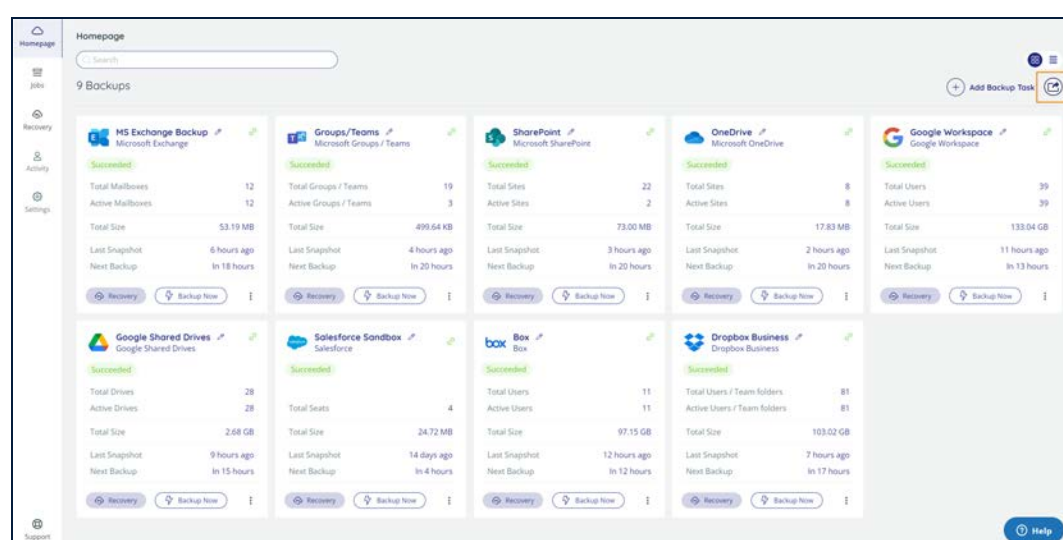 Homepage
Search
9 Backups
Add Backup Task
Homepage
Jobs
Recovery
Activity
Settings
Support
MS Exchange Backup
Microsoft Exchange
Succeeded
Total Mailboxes 12
Active Mailboxes 12
Total Size 53.19 MB
Last Snapshot 6 hours ago
Next Backup In 18 hours
Recovery Backup Now
Groups/Teams
Microsoft Groups / Teams
Succeeded
Total Groups / Teams 19
Active Groups / Teams 3
Total Size 499.64 KB
Last Snapshot 4 hours ago
Next Backup In 20 hours
Recovery Backup Now
SharePoint
Microsoft SharePoint
Succeeded
Total Sites 22
Active Sites 2
Total Size 73.00 MB
Last Snapshot 3 hours ago
Next Backup In 20 hours
Recovery Backup Now
OneDrive
Microsoft OneDrive
Succeeded
Total Sites 8
Active Sites 8
Total Size 17.83 MB
Last Snapshot 2 hours ago
Next Backup In 20 hours
Recovery Backup Now
Google Workspace
Google Workspace
Succeeded
Total Users 39
Active Users 39
Total Size 133.04 GB
Last Snapshot 11 hours ago
Next Backup In 13 hours
Recovery Backup Now
Google Shared Drives
Google Shared Drives
Succeeded
Total Drives 28
Active Drives 28
Total Size 2.68 GB
Last Snapshot 9 hours ago
Next Backup In 15 hours
Recovery Backup Now
Salesforce Sandbox
Salesforce
Succeeded
Total Seats 4
Total Size 24.72 MB
Last Snapshot 14 days ago
Next Backup In 4 hours
Recovery Backup Now
box
Box
Box
Succeeded
Total Users 11
Active Users 11
Total Size 97.15 GB
Last Snapshot 12 hours ago
Next Backup In 12 hours
Recovery Backup Now
Dropbox Business
Dropbox Business
Succeeded
Total Users / Team folders 81
Active Users / Team folders 81
Total Size 103.02 GB
Last Snapshot 7 hours ago
Next Backup In 17 hours
Recovery Backup Now
Help